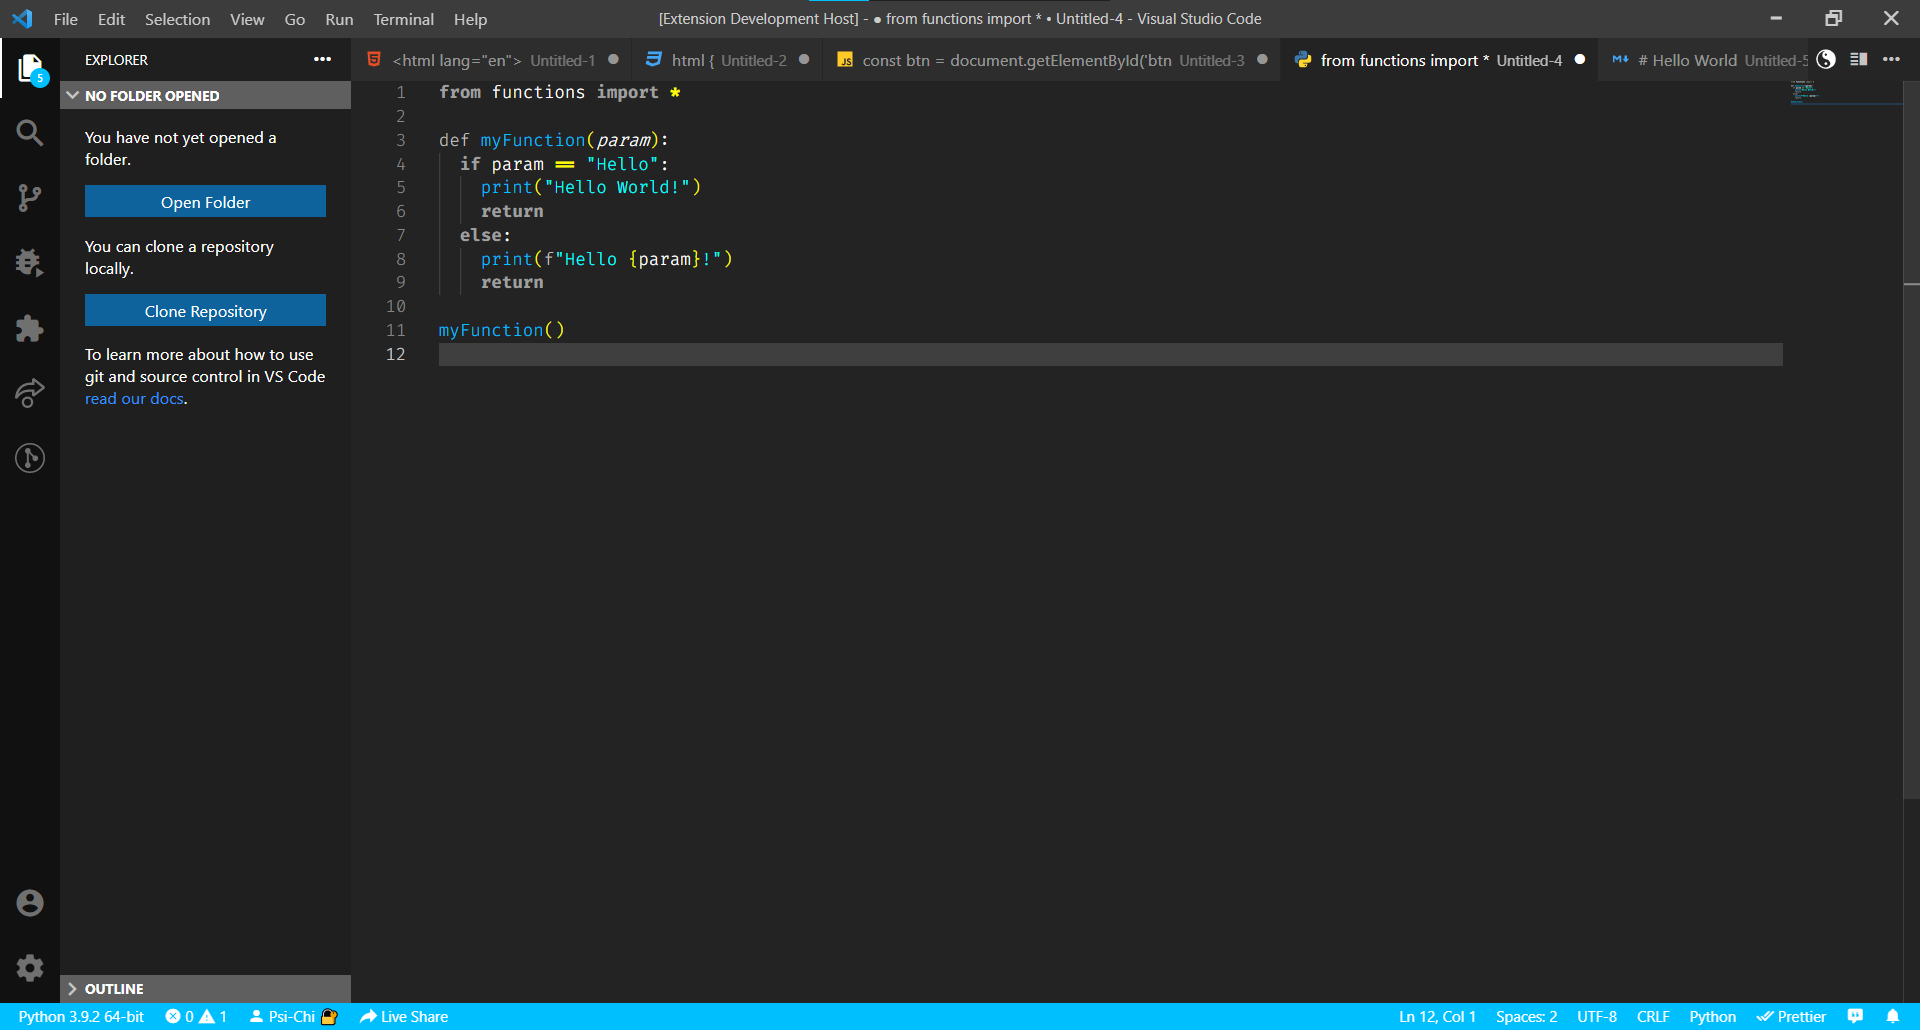 File Edit Selection View Go Run Terminal Help
[Extension Development Host] - ● from functions import * • Untitled-4 - Visual Studio Code
EXPLORER
<html lang="en"> Untitled-1
html { Untitled-2
JS const btn = document.getElementById('btn Untitled-3
from functions import * Untitled-4
# Hello World Untitled-5
5
NO FOLDER OPENED
You have not yet opened a
folder.
Open Folder
You can clone a repository
locally.
Clone Repository
To learn more about how to use
git and source control in VS Code
read our docs.
1 from functions import *
2
3 def myFunction(param):
4 if param == "Hello":
5 print("Hello World!")
6 return
7 else:
8 print(f"Hello {param}!")
9 return
10
11 myFunction()
12
OUTLINE
Python 3.9.2 64-bit 0 1 Psi-Chi Live Share
Ln 12, Col 1 Spaces: 2 UTF-8 CRLF Python Prettier